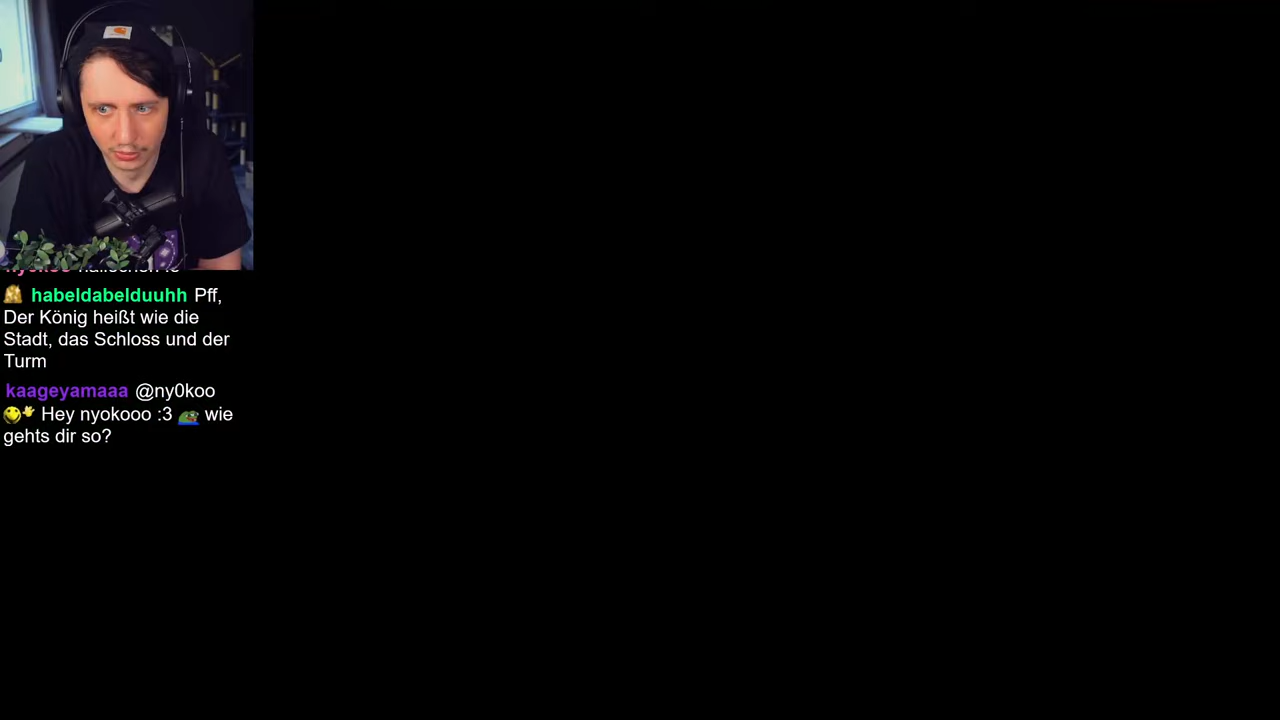 habeldabelduuhh Pff,
Der König heißt wie die
Stadt, das Schloss und der
Turm
kaageyamaaa @ny0koo
Hey nyokooo :3 wie
gehts dir so?